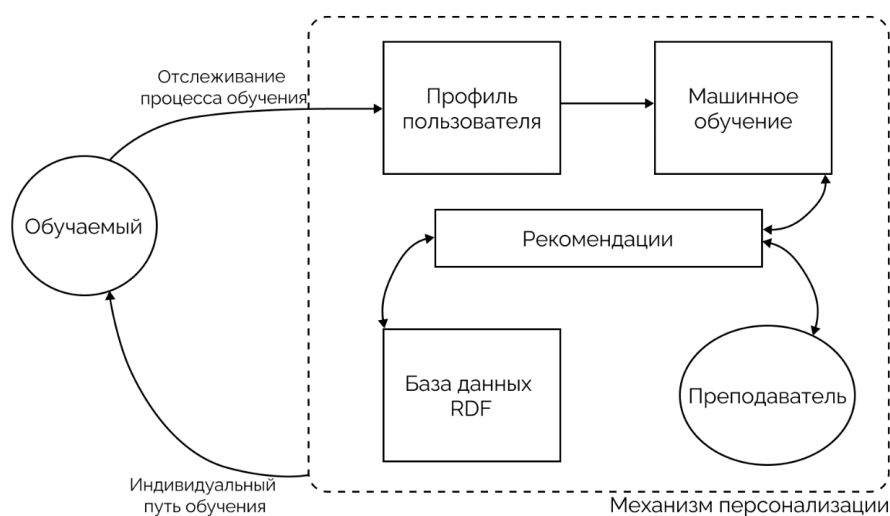 Отслеживание
процесса обучения
Профиль
пользователя
Машинное
обучение
Обучаемый
Рекомендации
База данных
RDF
Преподаватель
Индивидуальный
путь обучения
Механизм персонализации